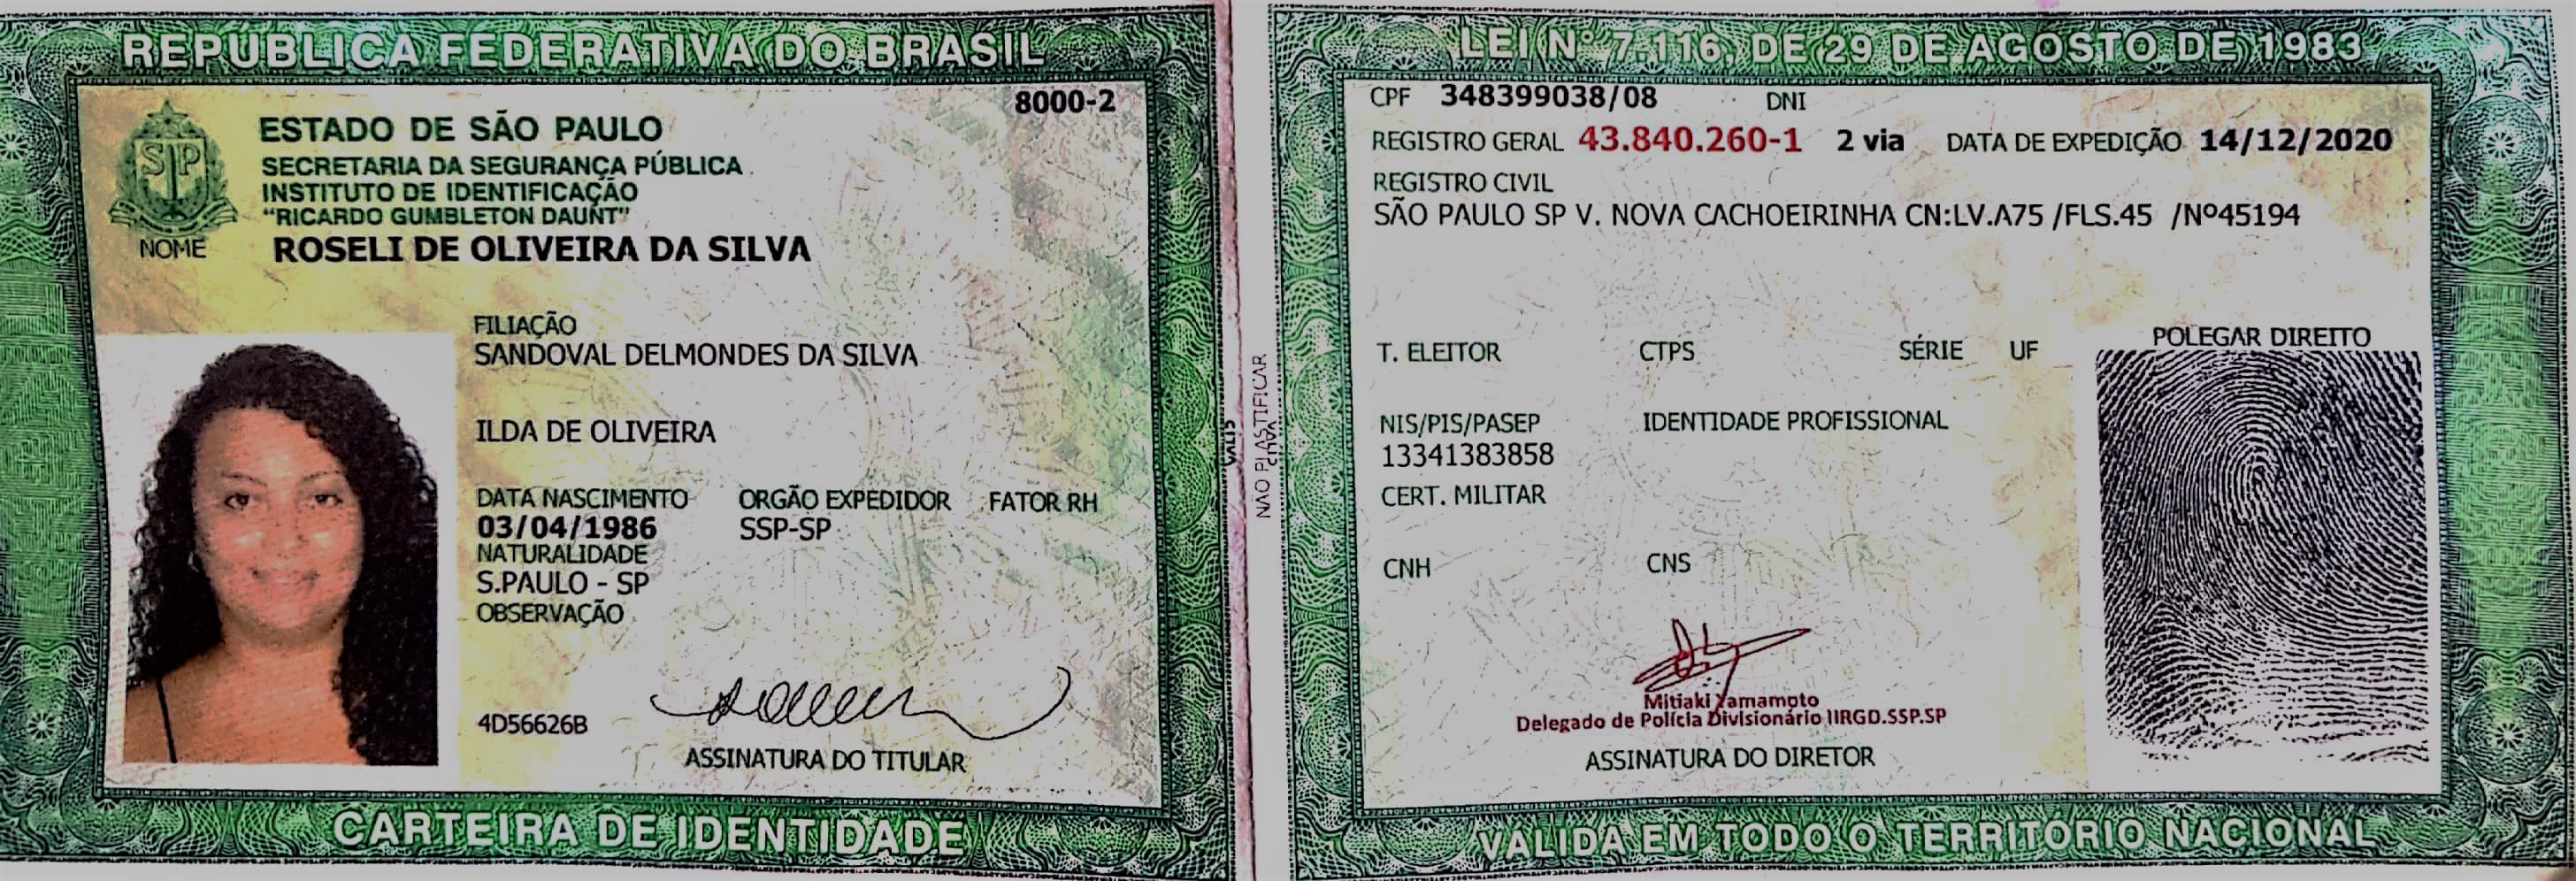 REPÚBLICA FEDERATIVA DO BRASIL
8000-2
ESTADO DE SÃO PAULO
SECRETARIA DA SEGURANÇA PÚBLICA
INSTITUTO DE IDENTIFICAÇÃO
"RICARDO GUMBLETON DAUNT"
NOME ROSELI DE OLIVEIRA DA SILVA
FILIAÇÃO
SANDOVAL DELMONDES DA SILVA
ILDA DE OLIVEIRA
DATA NASCIMENTO ORGÃO EXPEDIDOR FATOR RH
03/04/1986 SSP-SP
NATURALIDADE
S.PAULO - SP
OBSERVAÇÃO
4D56626B
ASSINATURA DO TITULAR
CARTEIRA DE IDENTIDADE
NÃO PLASTIFICAR
LEI Nº 7.116, DE 29 DE AGOSTO DE 1983
CPF 348399038/08 DNI
REGISTRO GERAL 43.840.260-1 2 via DATA DE EXPEDIÇÃO 14/12/2020
REGISTRO CIVIL
SÃO PAULO SP V. NOVA CACHOEIRINHA CN:LV.A75 /FLS.45 /Nº45194
POLEGAR DIREITO
T. ELEITOR CTPS SÉRIE UF
NIS/PIS/PASEP IDENTIDADE PROFISSIONAL
13341383858
CERT. MILITAR
CNH CNS
Mitiaki Yamamoto
Delegado de Polícia Divisionário IIRGD.SSP.SP
ASSINATURA DO DIRETOR
VALIDA EM TODO O TERRITÓRIO NACIONAL